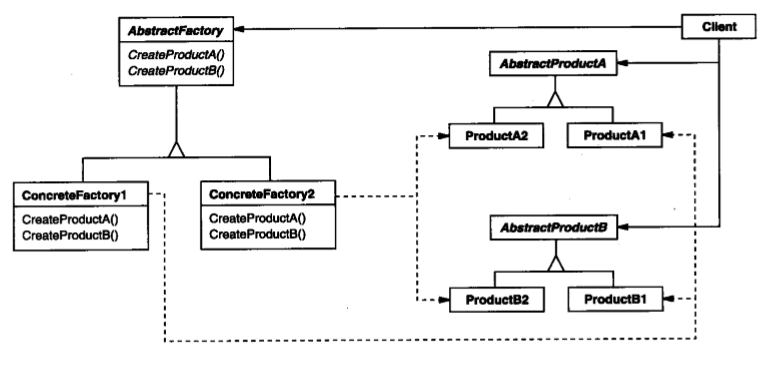 AbstractFactory
CreateProductA()
CreateProductB()
Client
AbstractProductA
ProductA2
ProductA1
ConcreteFactory1
CreateProductA()
CreateProductB()
ConcreteFactory2
CreateProductA()
CreateProductB()
AbstractProductB
ProductB2
ProductB1